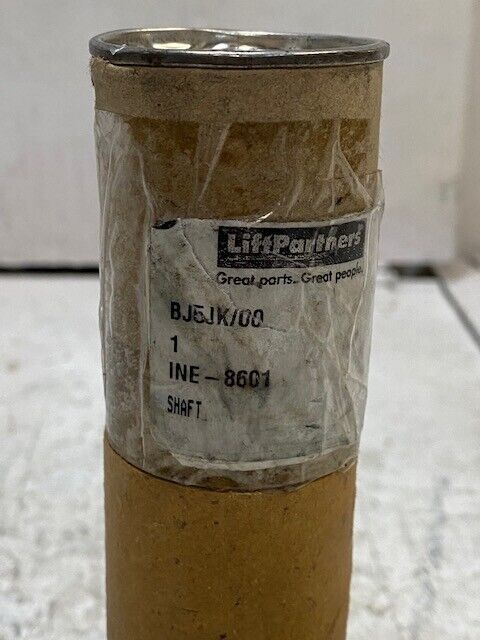 LiftPartners
Great parts. Great people.
BJ5JK/00
1
INE-8601
SHAFT